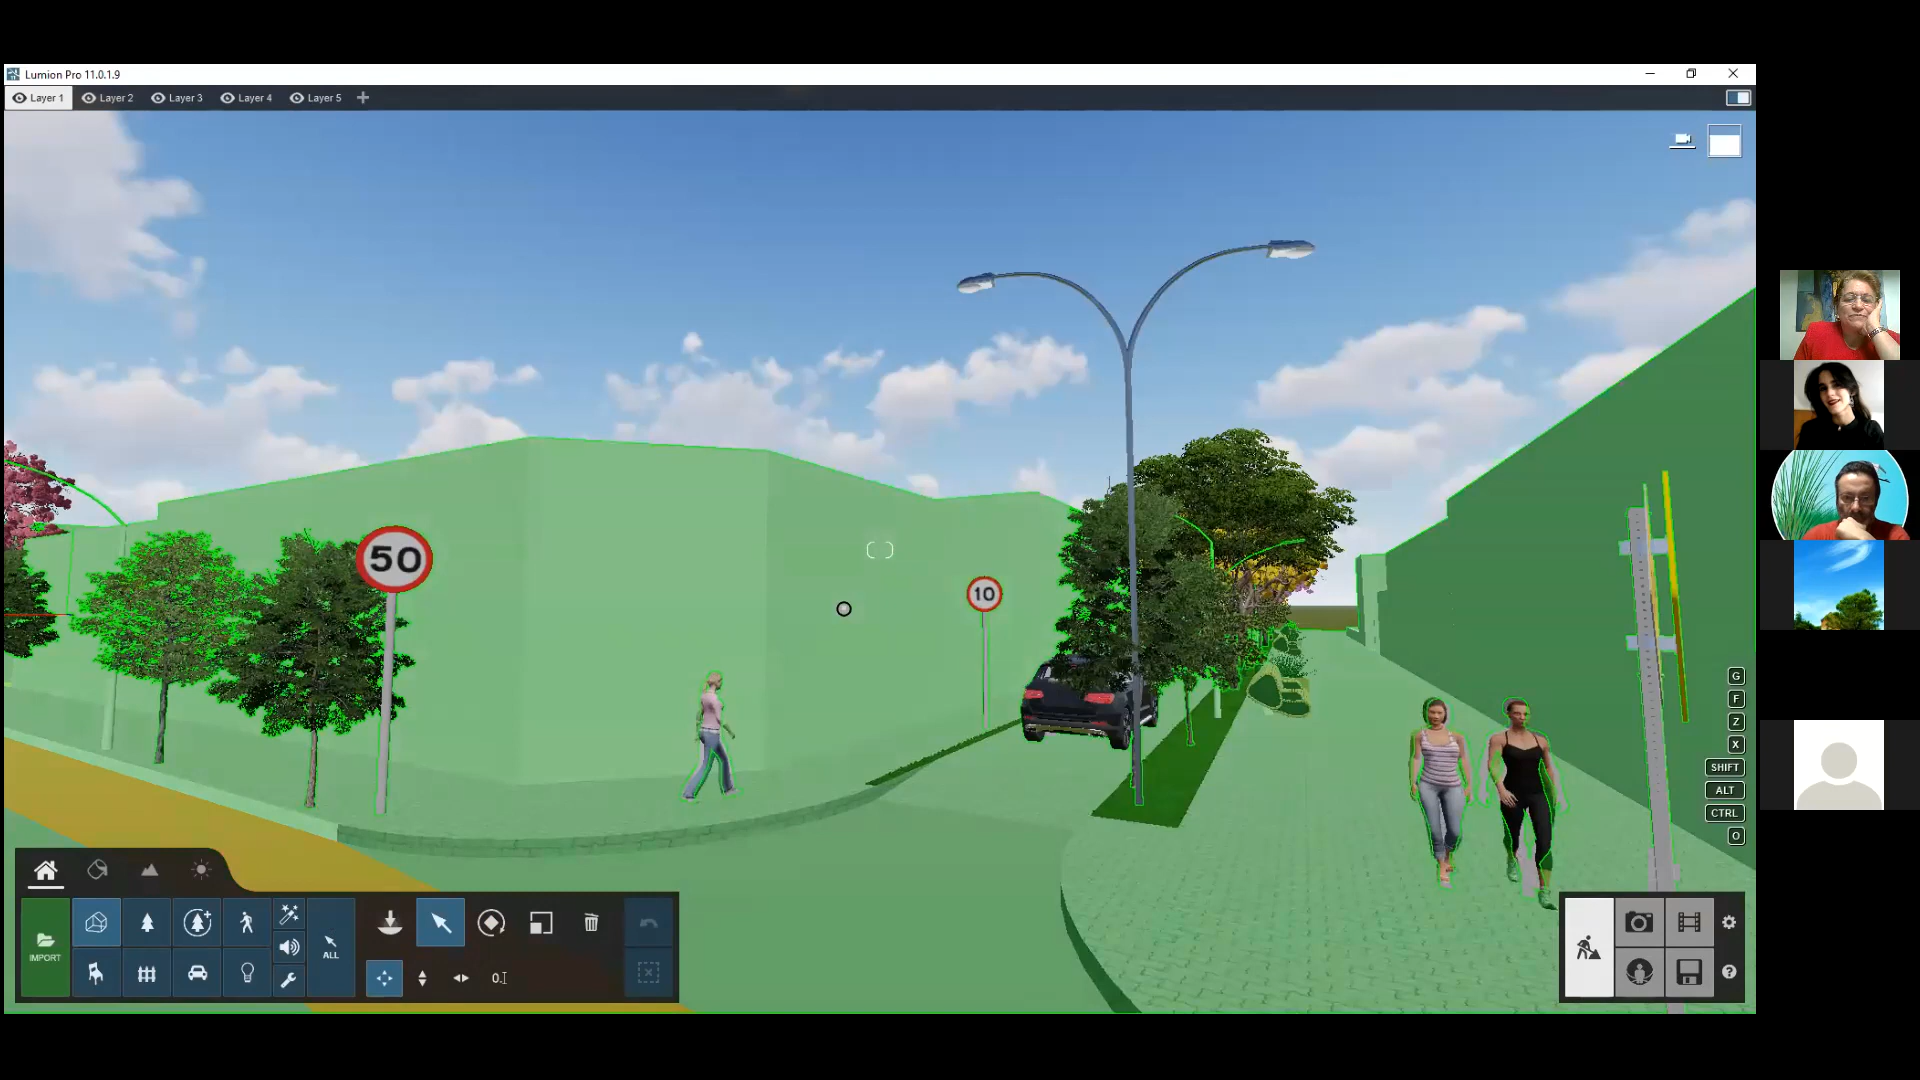 Lumion Pro 11.0.1.9
Layer 1 Layer 2 Layer 3 Layer 4 Layer 5
50
10
G
F
Z
X
SHIFT
ALT
CTRL
O
IMPORT
ALL